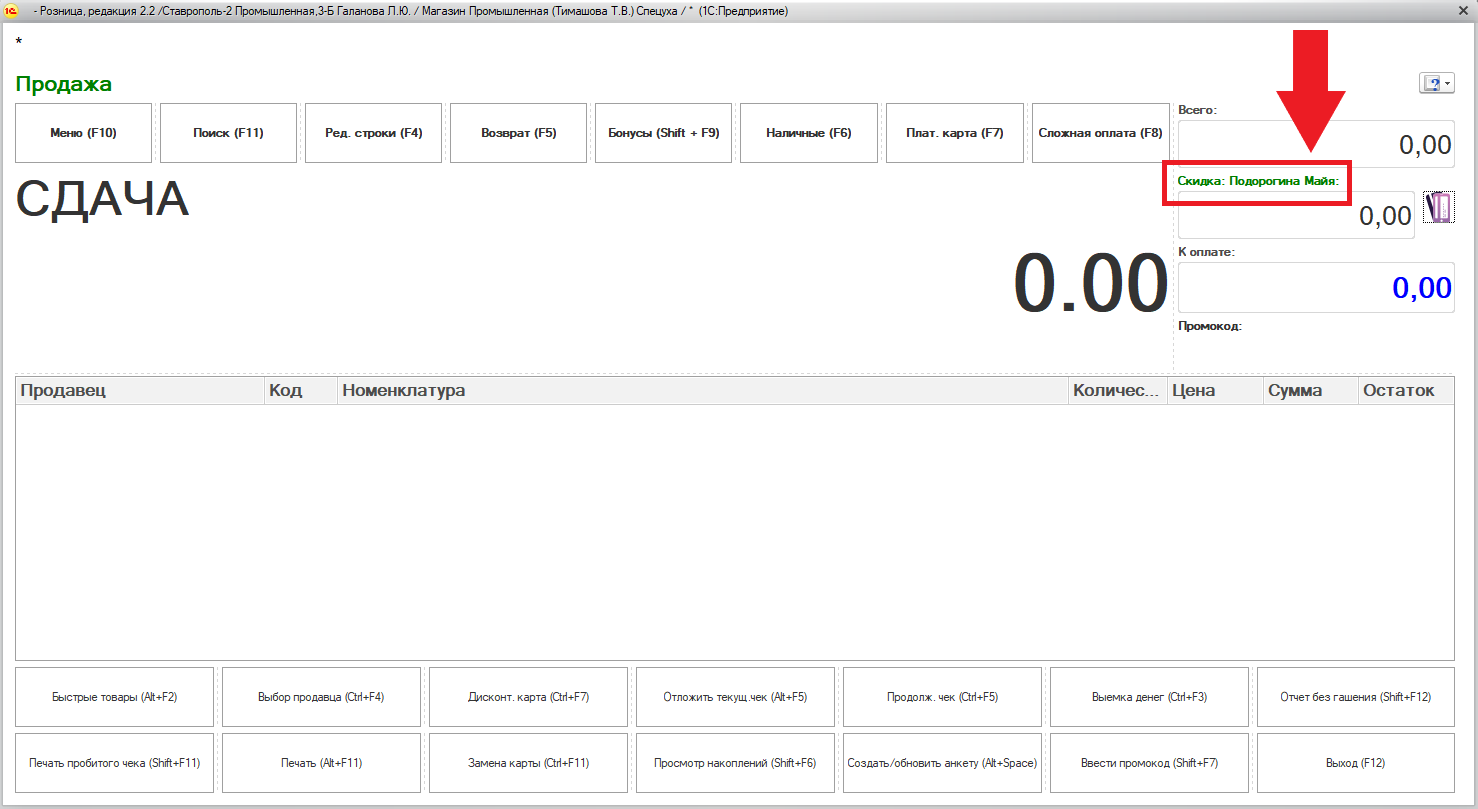 - Розница, редакция 2.2 /Ставрополь-2 Промышленная,3-Б Галанова Л.Ю. / Магазин Промышленная (Тимашова Т.В.) Спецуха / * (1С:Предприятие)
*
Продажа
Меню (F10) Поиск (F11) Ред. строки (F4) Возврат (F5) Бонусы (Shift + F9) Наличные (F6) Плат. карта (F7) Сложная оплата (F8)
Всего:
0,00
СДАЧА
Скидка: Подорогина Майя:
0,00
К оплате:
0.00
0,00
Промокод:
Продавец Код Номенклатура Количес... Цена Сумма Остаток
Быстрые товары (Alt+F2) Выбор продавца (Ctrl+F4) Дисконт. карта (Ctrl+F7) Отложить текущ.чек (Alt+F5) Продолж. чек (Ctrl+F5) Выемка денег (Ctrl+F3) Отчет без гашения (Shift+F12)
Печать пробитого чека (Shift+F11) Печать (Alt+F11) Замена карты (Ctrl+F11) Просмотр накоплений (Shift+F6) Создать/обновить анкету (Alt+Space) Ввести промокод (Shift+F7) Выход (F12)